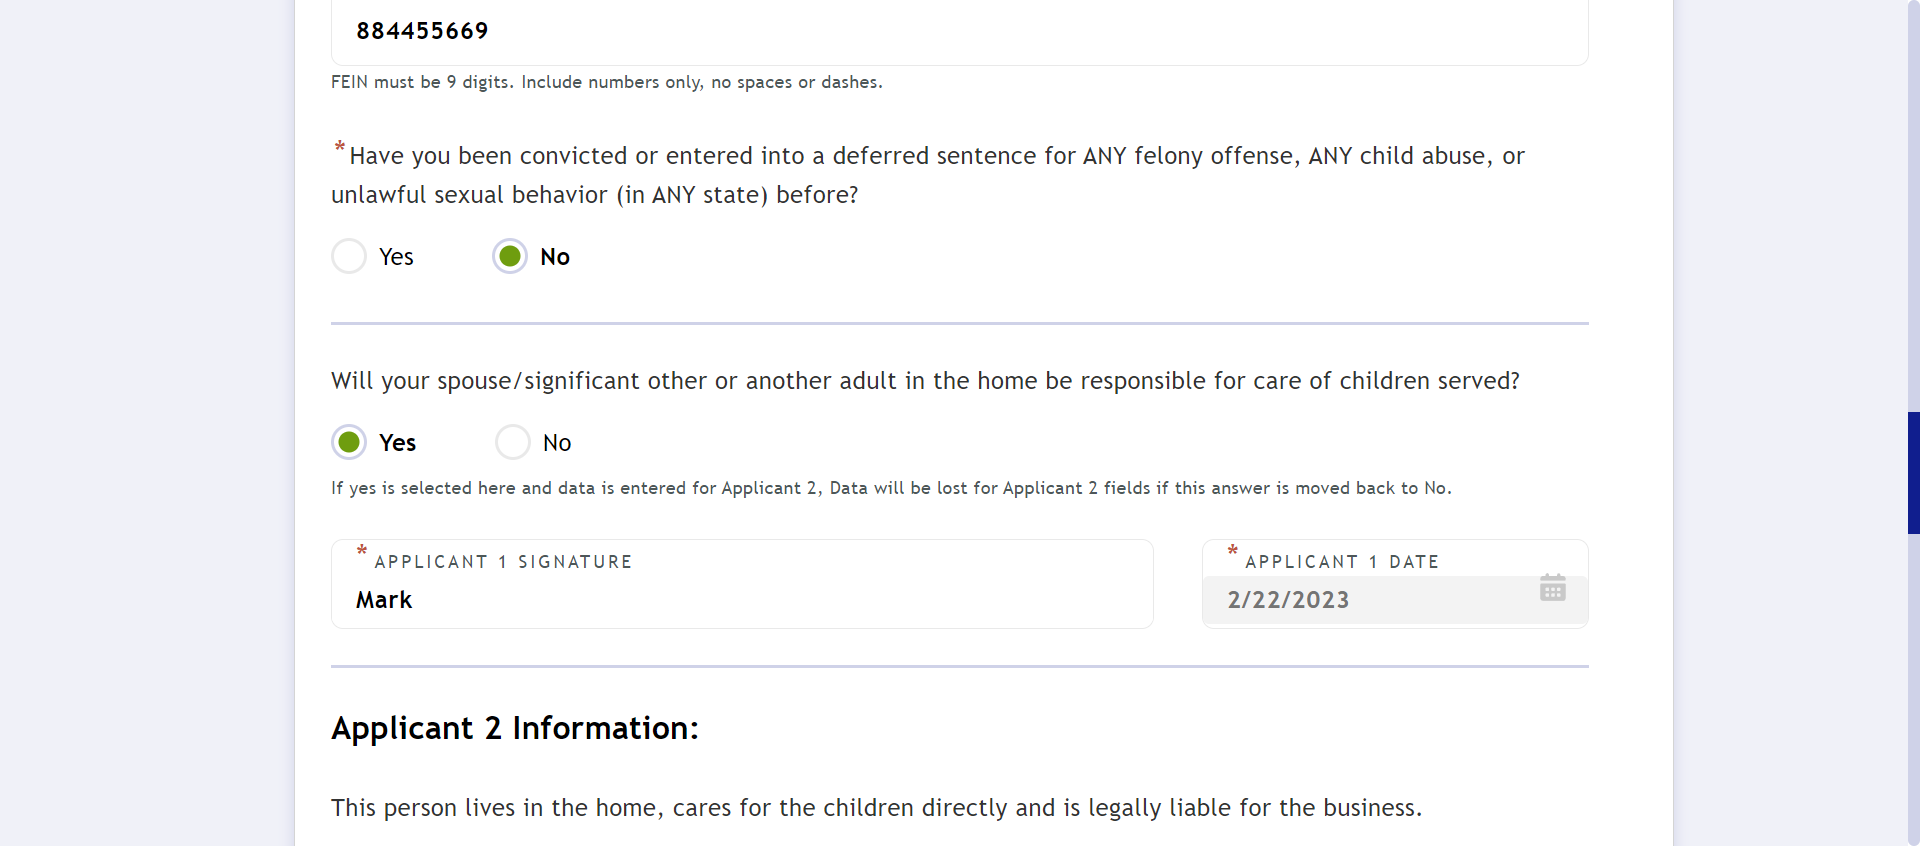 884455669
FEIN must be 9 digits. Include numbers only, no spaces or dashes.
*Have you been convicted or entered into a deferred sentence for ANY felony offense, ANY child abuse, or
unlawful sexual behavior (in ANY state) before?
Yes No
Will your spouse/significant other or another adult in the home be responsible for care of children served?
Yes No
If yes is selected here and data is entered for Applicant 2, Data will be lost for Applicant 2 fields if this answer is moved back to No.
* APPLICANT 1 SIGNATURE
Mark
* APPLICANT 1 DATE
2/22/2023
Applicant 2 Information:
This person lives in the home, cares for the children directly and is legally liable for the business.